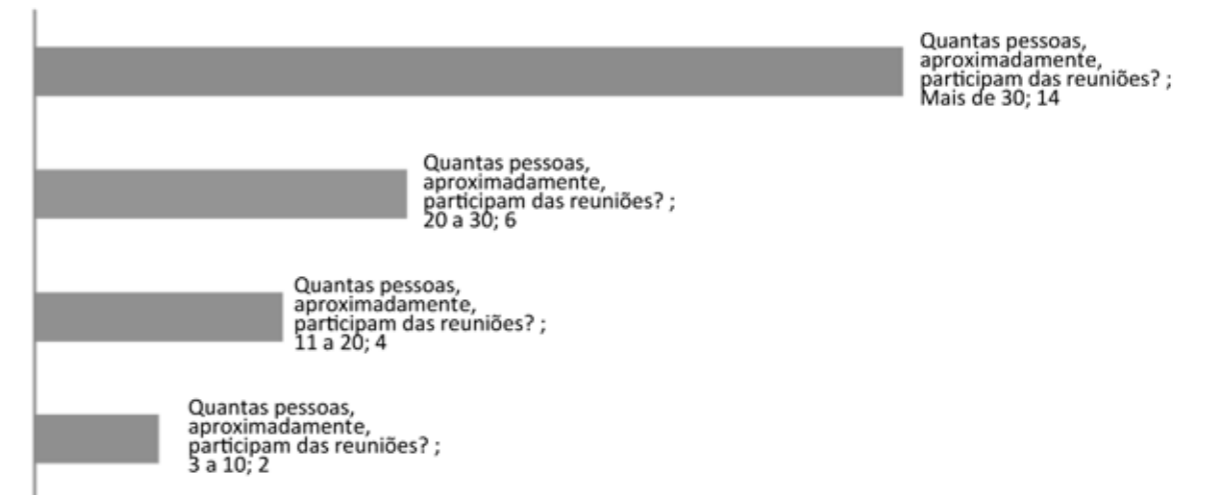 Quantas pessoas,
aproximadamente,
participam das reuniões? ;
Mais de 30; 14
Quantas pessoas,
aproximadamente,
participam das reuniões? ;
20 a 30; 6
Quantas pessoas,
aproximadamente,
participam das reuniões? ;
11 a 20; 4
Quantas pessoas,
aproximadamente,
participam das reuniões? ;
3 a 10; 2